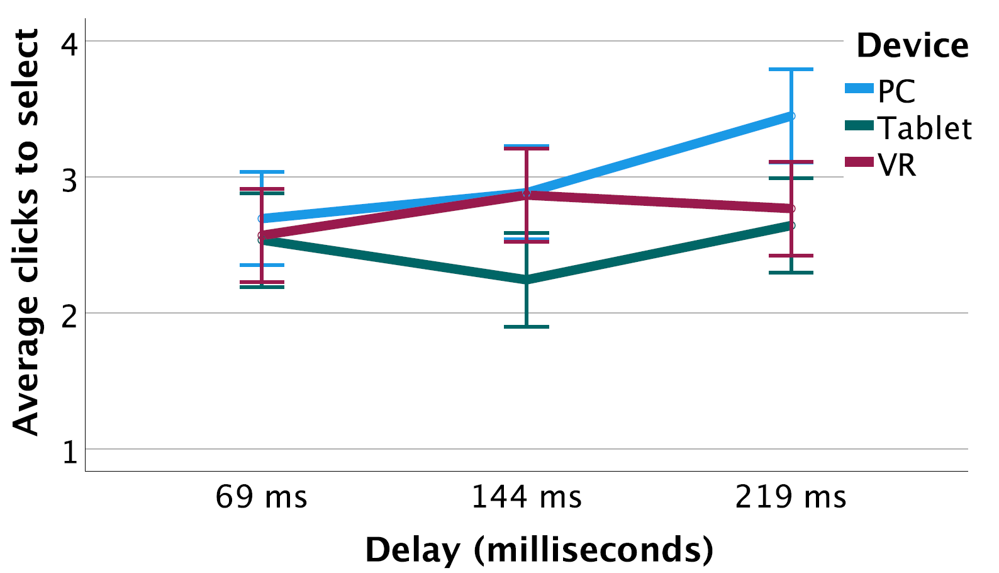 Average clicks to select
4
3
2
1
Device
PC
Tablet
VR
69 ms
144 ms
219 ms
Delay (milliseconds)